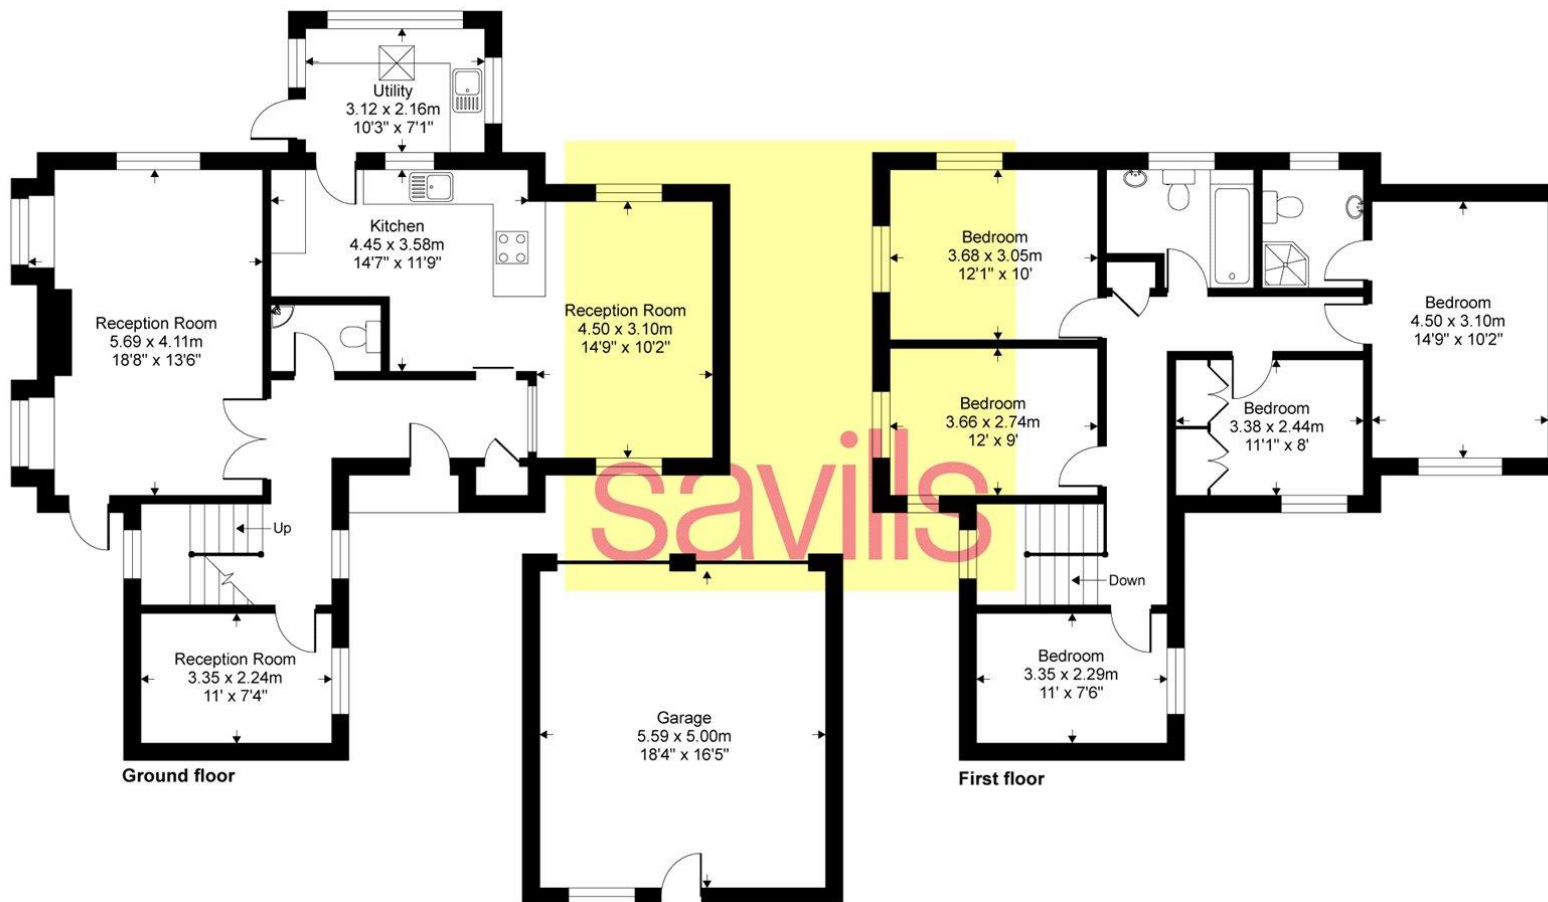 Utility
3.12 x 2.16m
10'3" x 7'1"
Kitchen
4.45 x 3.58m
14'7" x 11'9"
Reception Room
5.69 x 4.11m
18'8" x 13'6"
Reception Room
4.50 x 3.10m
14'9" x 10'2"
Up
Reception Room
3.35 x 2.24m
11' x 7'4"
Ground floor
Garage
5.59 x 5.00m
18'4" x 16'5"
savills
Bedroom
3.68 x 3.05m
12'1" x 10'
Bedroom
4.50 x 3.10m
14'9" x 10'2"
Bedroom
3.66 x 2.74m
12' x 9'
Bedroom
3.38 x 2.44m
11'1" x 8'
Down
Bedroom
3.35 x 2.29m
11' x 7'6"
First floor